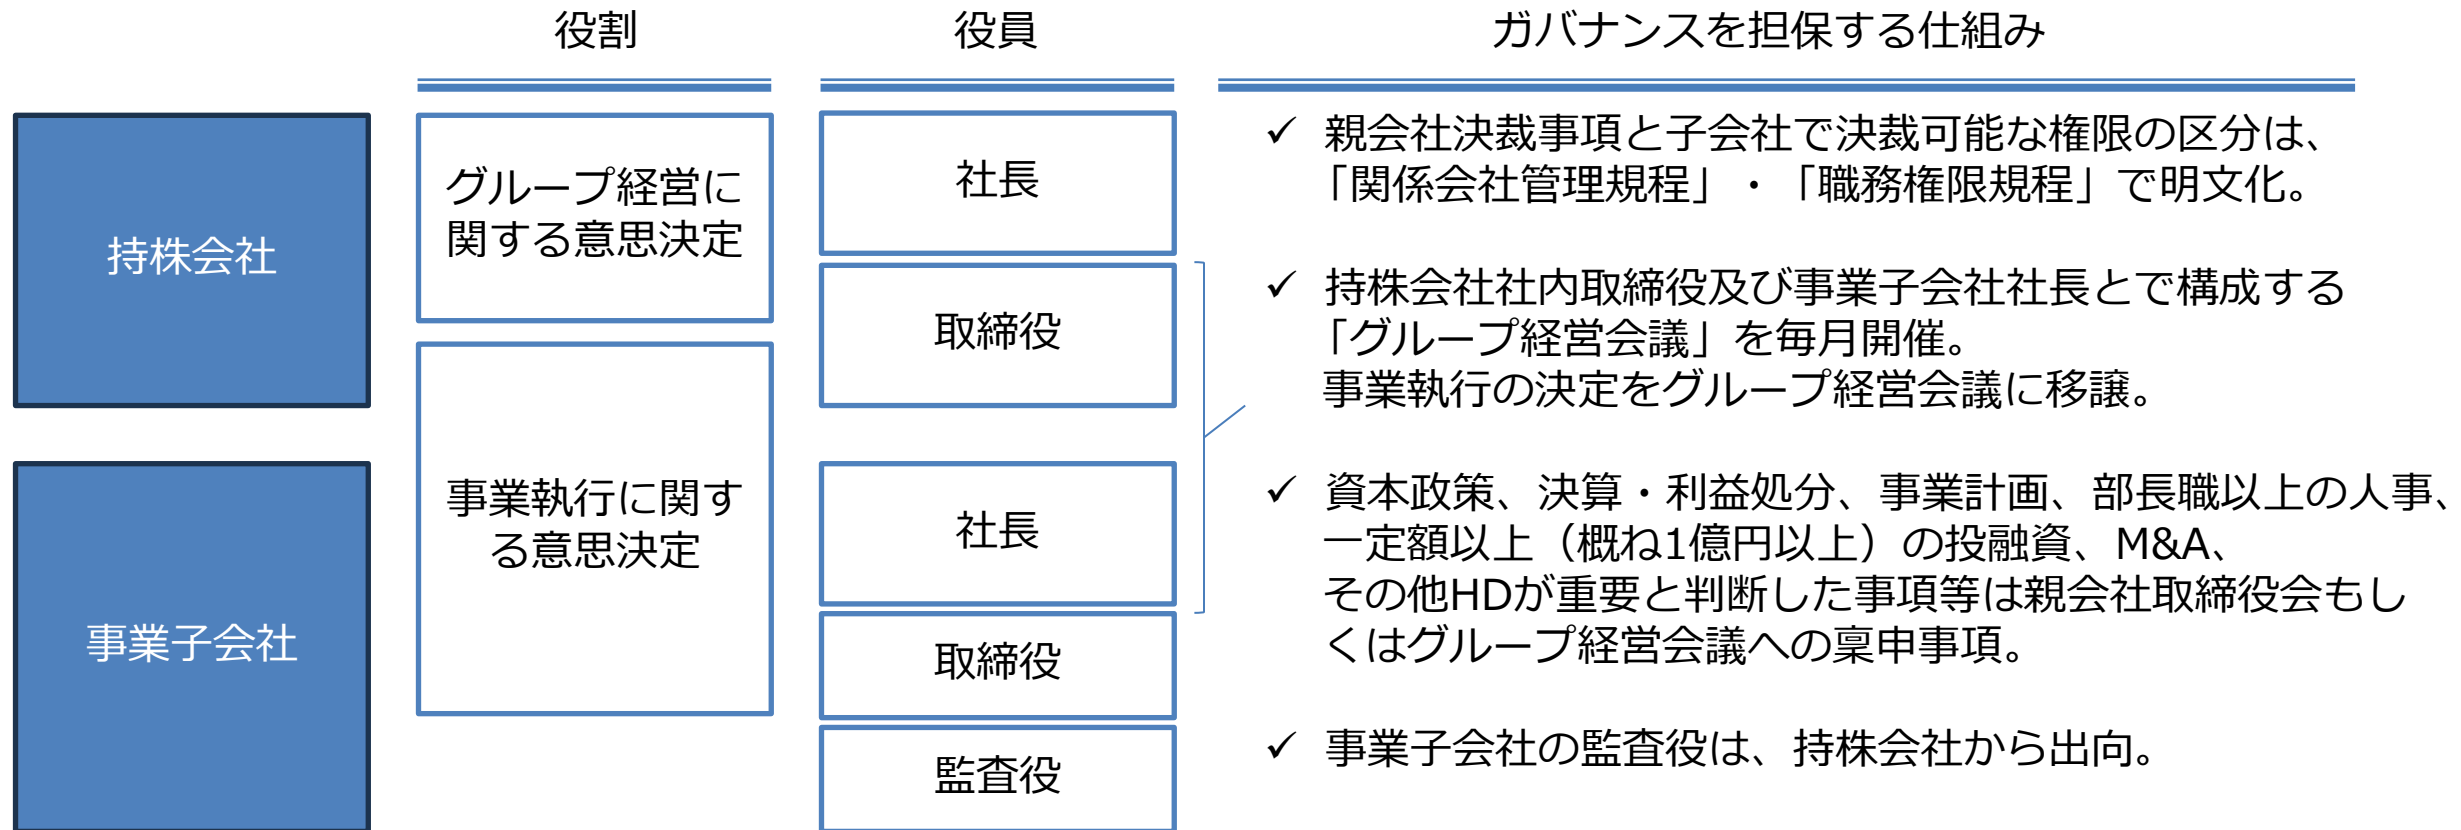 役割
役員
ガバナンスを担保する仕組み
持株会社
グループ経営に
関する意思決定
社長
取締役
事業子会社
事業執行に関す
る意思決定
社長
取締役
監査役
✓ 親会社決裁事項と子会社で決裁可能な権限の区分は、
「関係会社管理規程」・「職務権限規程」で明文化。
✓ 持株会社社内取締役及び事業子会社社長とで構成する
「グループ経営会議」を毎月開催。
事業執行の決定をグループ経営会議に移譲。
✓ 資本政策、決算・利益処分、事業計画、部長職以上の人事、
一定額以上（概ね1億円以上）の投融資、M&A、
その他HDが重要と判断した事項等は親会社取締役会もし
くはグループ経営会議への稟申事項。
✓ 事業子会社の監査役は、持株会社から出向。